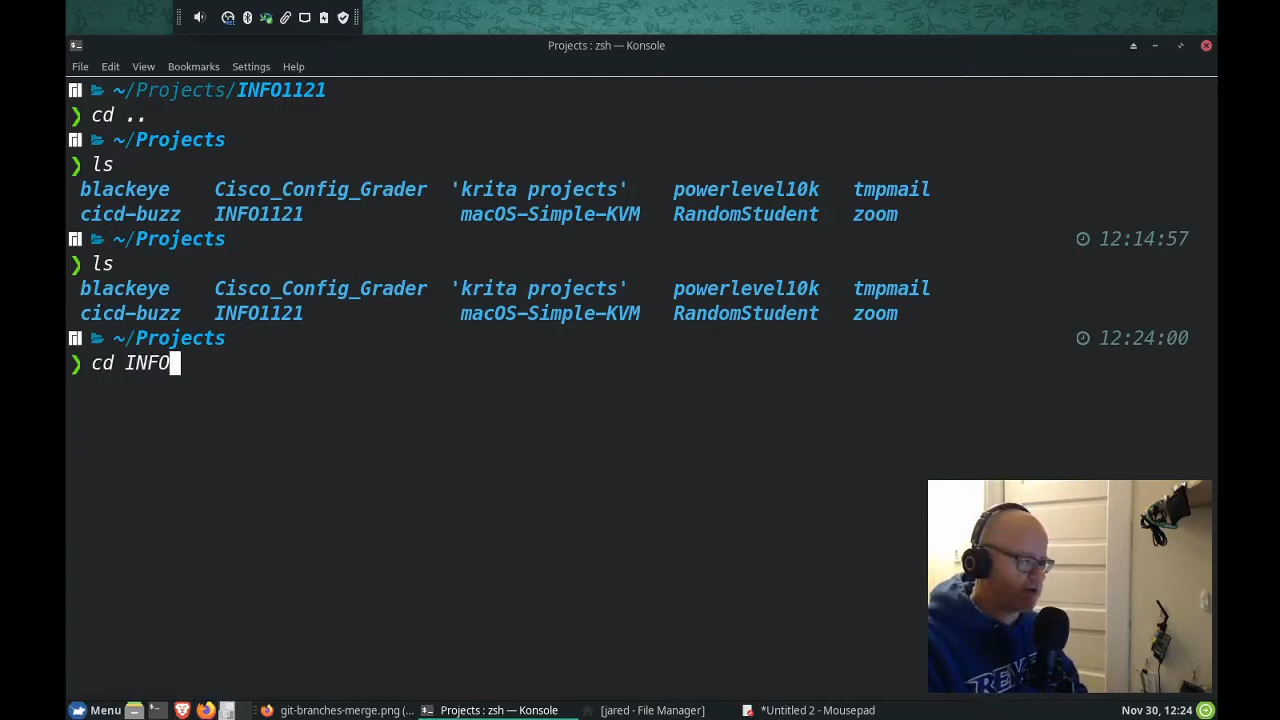 Projects : zsh — Konsole
File Edit View Bookmarks Settings Help
~/Projects/INFO1121
❯ cd ..
~/Projects
❯ ls
blackeye Cisco_Config_Grader 'krita projects' powerlevel10k tmpmail
cicd-buzz INFO1121 macOS-Simple-KVM RandomStudent zoom
~/Projects 12:14:57
❯ ls
blackeye Cisco_Config_Grader 'krita projects' powerlevel10k tmpmail
cicd-buzz INFO1121 macOS-Simple-KVM RandomStudent zoom
~/Projects 12:24:00
❯ cd INFO
Menu git-branches-merge.png (... Projects : zsh — Konsole [jared - File Manager] *Untitled 2 - Mousepad Nov 30, 12:24